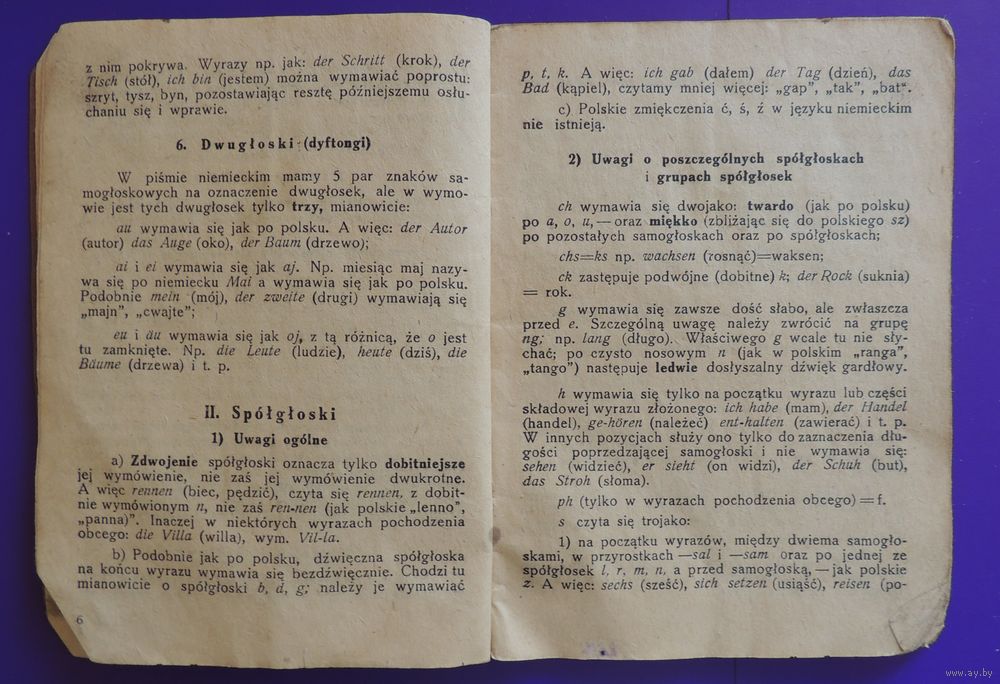 z nim pokrywa. Wyrazy np. jak: der Schritt (krok), der
Tisch (stół), ich bin (jestem) można wymawiać poprostu:
szryt, tysz, byn, pozostawiając resztę późniejszemu osłu-
chaniu się i wprawie.
6. Dwugłoski (dyftongi)
W piśmie niemieckim mamy 5 par znaków sa-
mogłoskowych na oznaczenie dwugłosek, ale w wymo-
wie jest tych dwugłosek tylko trzy, mianowicie:
au wymawia się jak po polsku. A więc: der Autor
(autor) das Auge (oko), der Baum (drzewo);
ai i ei wymawia się jak aj. Np. miesiąc maj nazy-
wa się po niemiecku Mai a wymawia się jak po polsku.
Podobnie mein (mój), der zweite (drugi) wymawiają się
„majn”, „cwajte”;
eu i äu wymawia się jak oj, z tą różnicą, że o jest
tu zamknięte. Np. die Leute (ludzie), heute (dziś), die
Bäume (drzewa) i t. p.
II. Spółgłoski
1) Uwagi ogólne
a) Zdwojenie spółgłoski oznacza tylko dobitniejsze
jej wymówienie, nie zaś jej wymówienie dwukrotne.
A więc rennen (biec, pędzić), czyta się rennen, z dobit-
nie wymówionym n, nie zaś ren-nen (jak polskie „lenno”,
„panna)”. Inaczej w niektórych wyrazach pochodzenia
obcego: die Villa (willa), wym. Vil-la.
b) Podobnie jak po polsku, dźwięczna spółgłoska
na końcu wyrazu wymawia się bezdźwięcznie. Chodzi tu
mianowicie o spółgłoski b, d, g; należy je wymawiać
6
p, t, k. A więc: ich gab (dałem) der Tag (dzień), das
Bad (kąpiel), czytamy mniej więcej: „gap”, „tak”, „bat“.
c) Polskie zmiękczenia ć, ś, ź w języku niemieckim
nie istnieją.
2) Uwagi o poszczególnych spółgłoskach
i grupach spółgłosek
ch wymawia się dwojako: twardo (jak po polsku)
po a, o, u, — oraz miękko (zbliżając się do polskiego sz)
po pozostałych samogłoskach oraz po spółgłoskach;
chs=ks np. wachsen (rosnąć)=waksen;
ck zastępuje podwójne (dobitne) k; der Rock (suknia)
= rok.
g wymawia się zawsze dość słabo, ale zwłaszcza
przed e. Szczególną uwagę należy zwrócić na grupę
ng; np. lang (długo). Właściwego g wcale tu nie sły-
chać; po czysto nosowym n (jak w polskim „ranga”,
„tango”) następuje ledwie dosłyszalny dźwięk gardłowy.
h wymawia się tylko na początku wyrazu lub części
składowej wyrazu złożonego: ich habe (mam), der Handel
(handel), ge-hören (należeć) ent-halten (zawierać) i t. p.
W innych pozycjach służy ono tylko do zaznaczenia dłu-
gości poprzedzającej samogłoski i nie wymawia się:
sehen (widzieć), er sieht (on widzi), der Schuh (but),
das Stroh (słoma).
ph (tylko w wyrazach pochodzenia obcego) = f.
s czyta się trojako:
1) na początku wyrazów, między dwiema samogło-
skami, w przyrostkach —sal i —sam oraz po jednej ze
spółgłosek l, r, m, n, a przed samogłoską, — jak polskie
z. A więc: sechs (sześć), sich setzen (usiąść), reisen (po-
www.ay.by